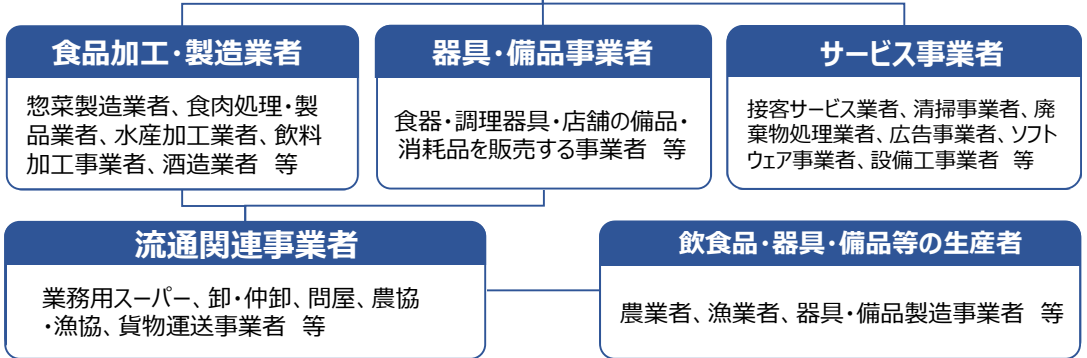 食品加工・製造業者
惣菜製造業者、食肉処理・製
品業者、水産加工業者、飲料
加工事業者、酒造業者　等
器具・備品事業者
食器・調理器具・店舗の備品・
消耗品を販売する事業者　等
サービス事業者
接客サービス業者、清掃事業者、廃
棄物処理業者、広告事業者、ソフト
ウェア事業者、設備工事業者　等
流通関連事業者
業務用スーパー、卸・仲卸、問屋、農協
・漁協、貨物運送事業者　等
飲食品・器具・備品等の生産者
農業者、漁業者、器具・備品製造事業者　等